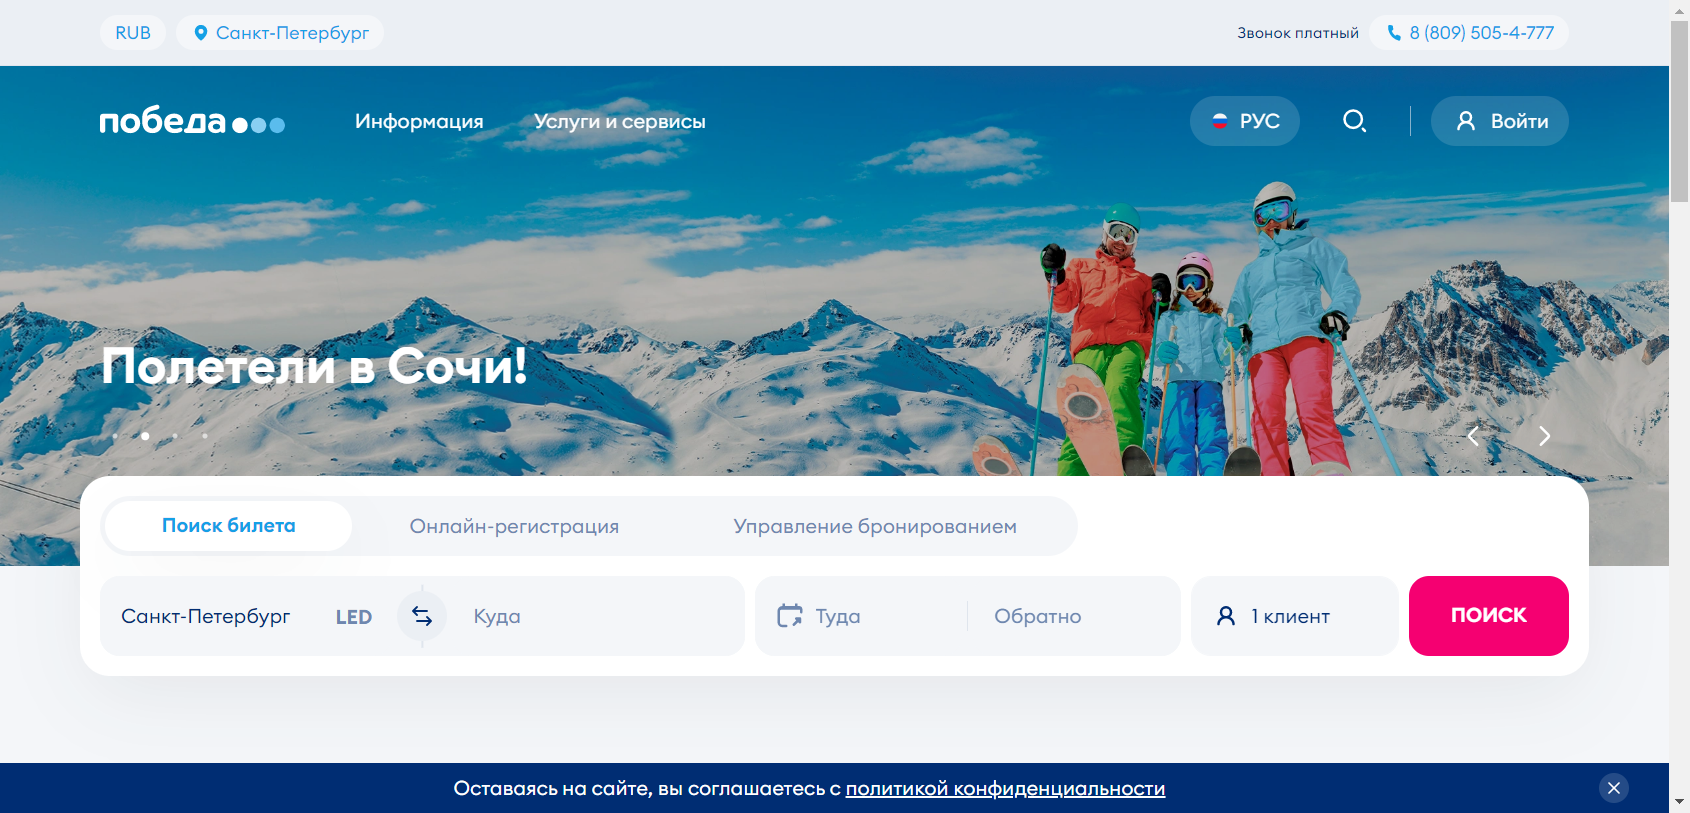 RUB
Санкт-Петербург
Звонок платный
8 (809) 505-4-777
победа
Информация
Услуги и сервисы
РУС
Войти
Полетели в Сочи!
Поиск билета
Онлайн-регистрация
Управление бронированием
Санкт-Петербург LED
Куда
Туда
Обратно
1 клиент
ПОИСК
Оставаясь на сайте, вы соглашаетесь с политикой конфиденциальности